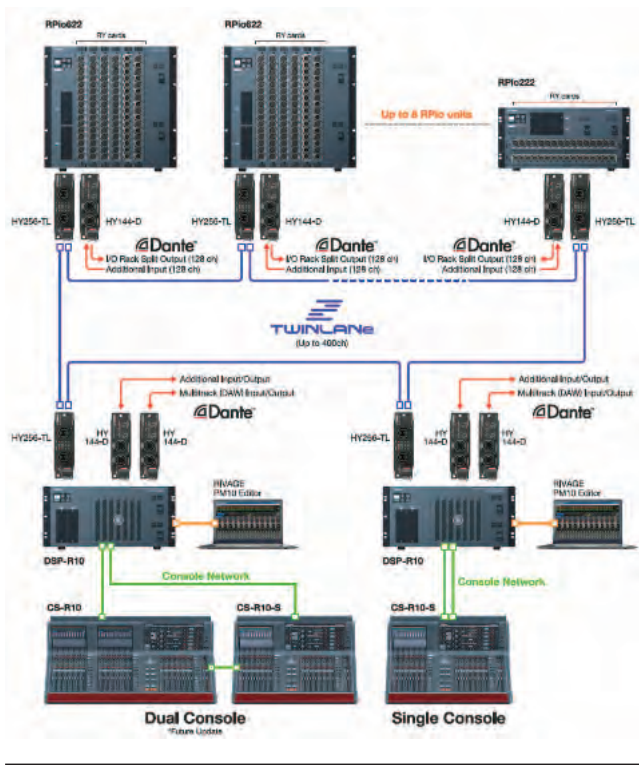 RPio622
RPio622
RY cards
RY cards
RPio222
RY cards
Up to 8 RPio units
HY256-TL
HY144-D
HY256-TL
HY144-D
HY144-D
HY256-TL
Dante™
Dante™
Dante™
I/O Rack Split Output (128 ch)
Additional Input (128 ch)
I/O Rack Split Output (128 ch)
Additional Input (128 ch)
I/O Rack Split Output (128 ch)
Additional Input (128 ch)
TWINLANe
(Up to 400ch)
Additional Input/Output
Multitrack (DAW) Input/Output
Dante™
HY256-TL
HY
144-D
HY
144-D
Additional Input/Output
Multitrack (DAW) Input/Output
Dante™
HY256-TL
HY
144-D
HY
144-D
RIVAGE
PM10 Editor
RIVAGE
PM10 Editor
DSP-R10
DSP-R10
Console Network
Console Network
CS-R10
CS-R10-S
CS-R10-S
Dual Console
*Future Update
Single Console